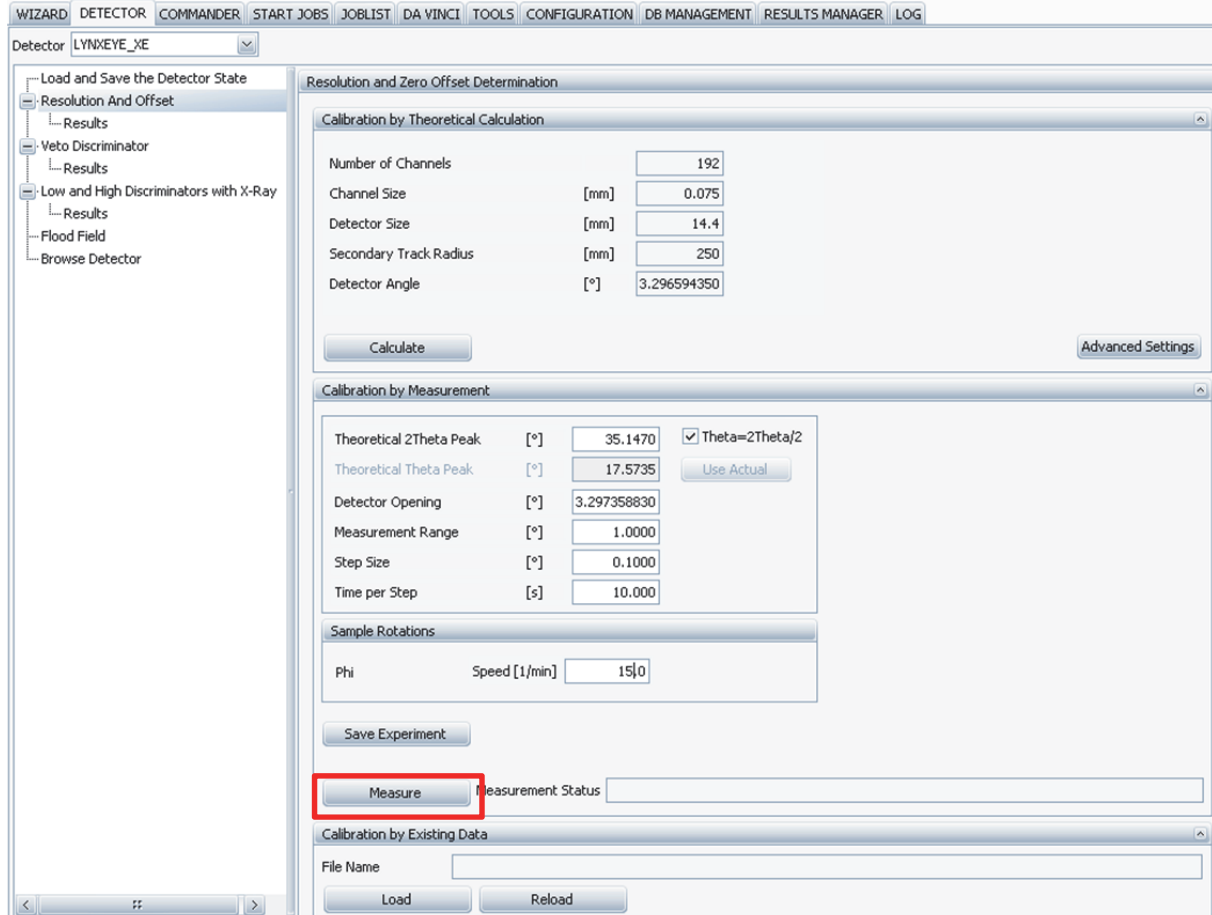 WIZARD DETECTOR COMMANDER START JOBS JOBLIST DA VINCI TOOLS CONFIGURATION DB MANAGEMENT RESULTS MANAGER LOG
Detector LYNXEYE_XE
Load and Save the Detector State
Resolution And Offset
Results
Veto Discriminator
Results
Low and High Discriminators with X-Ray
Results
Flood Field
Browse Detector
Resolution and Zero Offset Determination
Calibration by Theoretical Calculation
Number of Channels 192
Channel Size [mm] 0.075
Detector Size [mm] 14.4
Secondary Track Radius [mm] 250
Detector Angle [°] 3.296594350
Calculate Advanced Settings
Calibration by Measurement
Theoretical 2Theta Peak [°] 35.1470 Theta=2Theta/2
Theoretical Theta Peak [°] 17.5735 Use Actual
Detector Opening [°] 3.297358830
Measurement Range [°] 1.0000
Step Size [°] 0.1000
Time per Step [s] 10.000
Sample Rotations
Phi Speed [1/min] 15.0
Save Experiment
Measure Measurement Status
Calibration by Existing Data
File Name
Load Reload